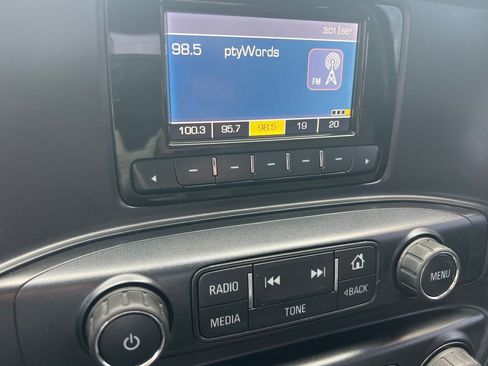 3:01 | 68°
98.5 ptyWords
FM
100.3 95.7 98.5 19 20
RADIO
MEDIA
TONE
BACK
MENU